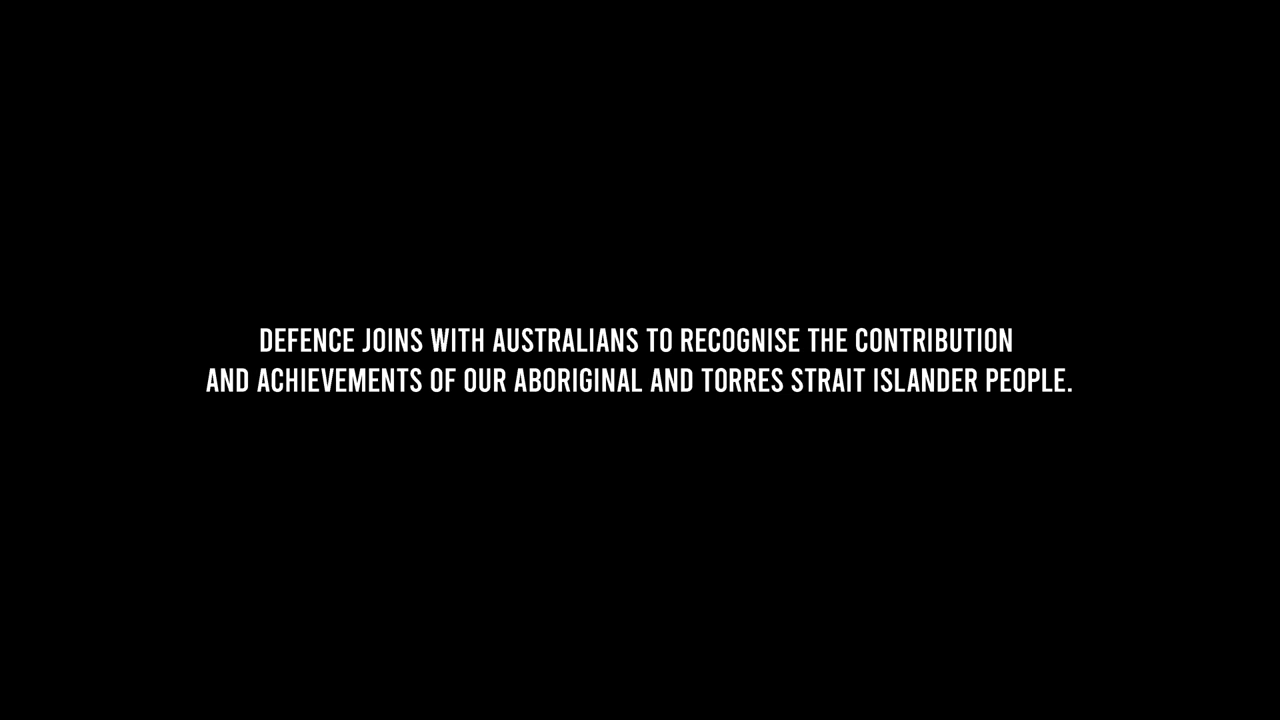 DEFENCE JOINS WITH AUSTRALIANS TO RECOGNISE THE CONTRIBUTION
AND ACHIEVEMENTS OF OUR ABORIGINAL AND TORRES STRAIT ISLANDER PEOPLE.